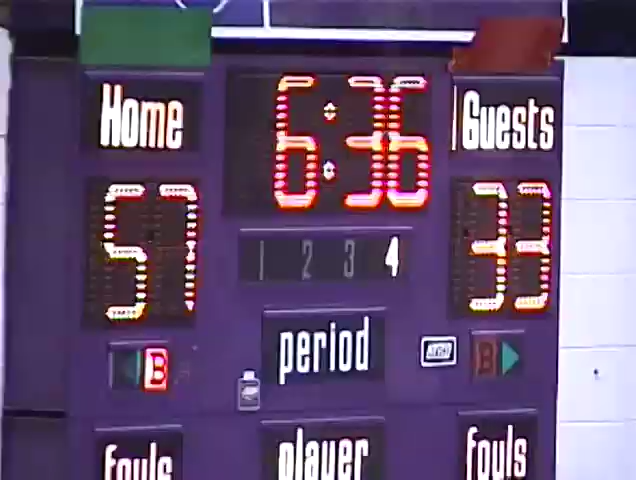 6:36
Home Guests
57 33
1 2 3 4
period
B B
fouls player fouls